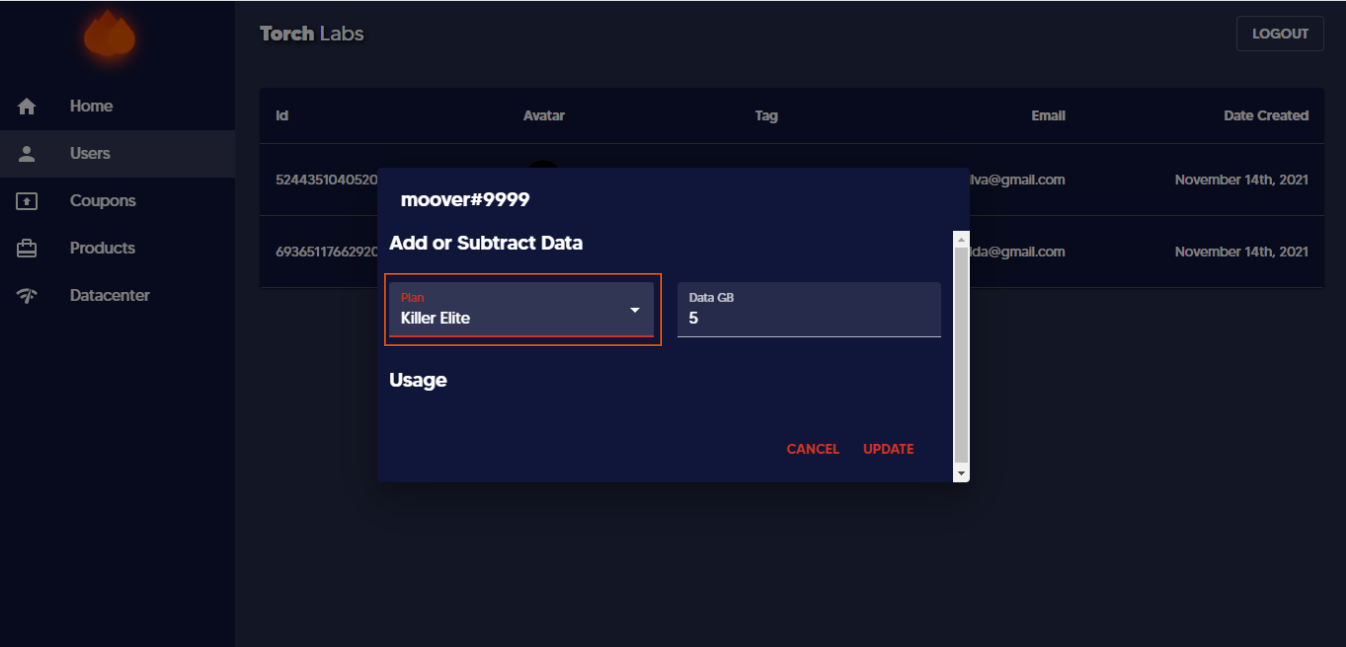 Torch Labs
LOGOUT
Home
Users
Coupons
Products
Datacenter
Id Avatar Tag Email Date Created
5244351040520 lva@gmail.com November 14th, 2021
69365117662920 lda@gmail.com November 14th, 2021
moover#9999
Add or Subtract Data
Plan
Killer Elite
Data GB
5
Usage
CANCEL UPDATE